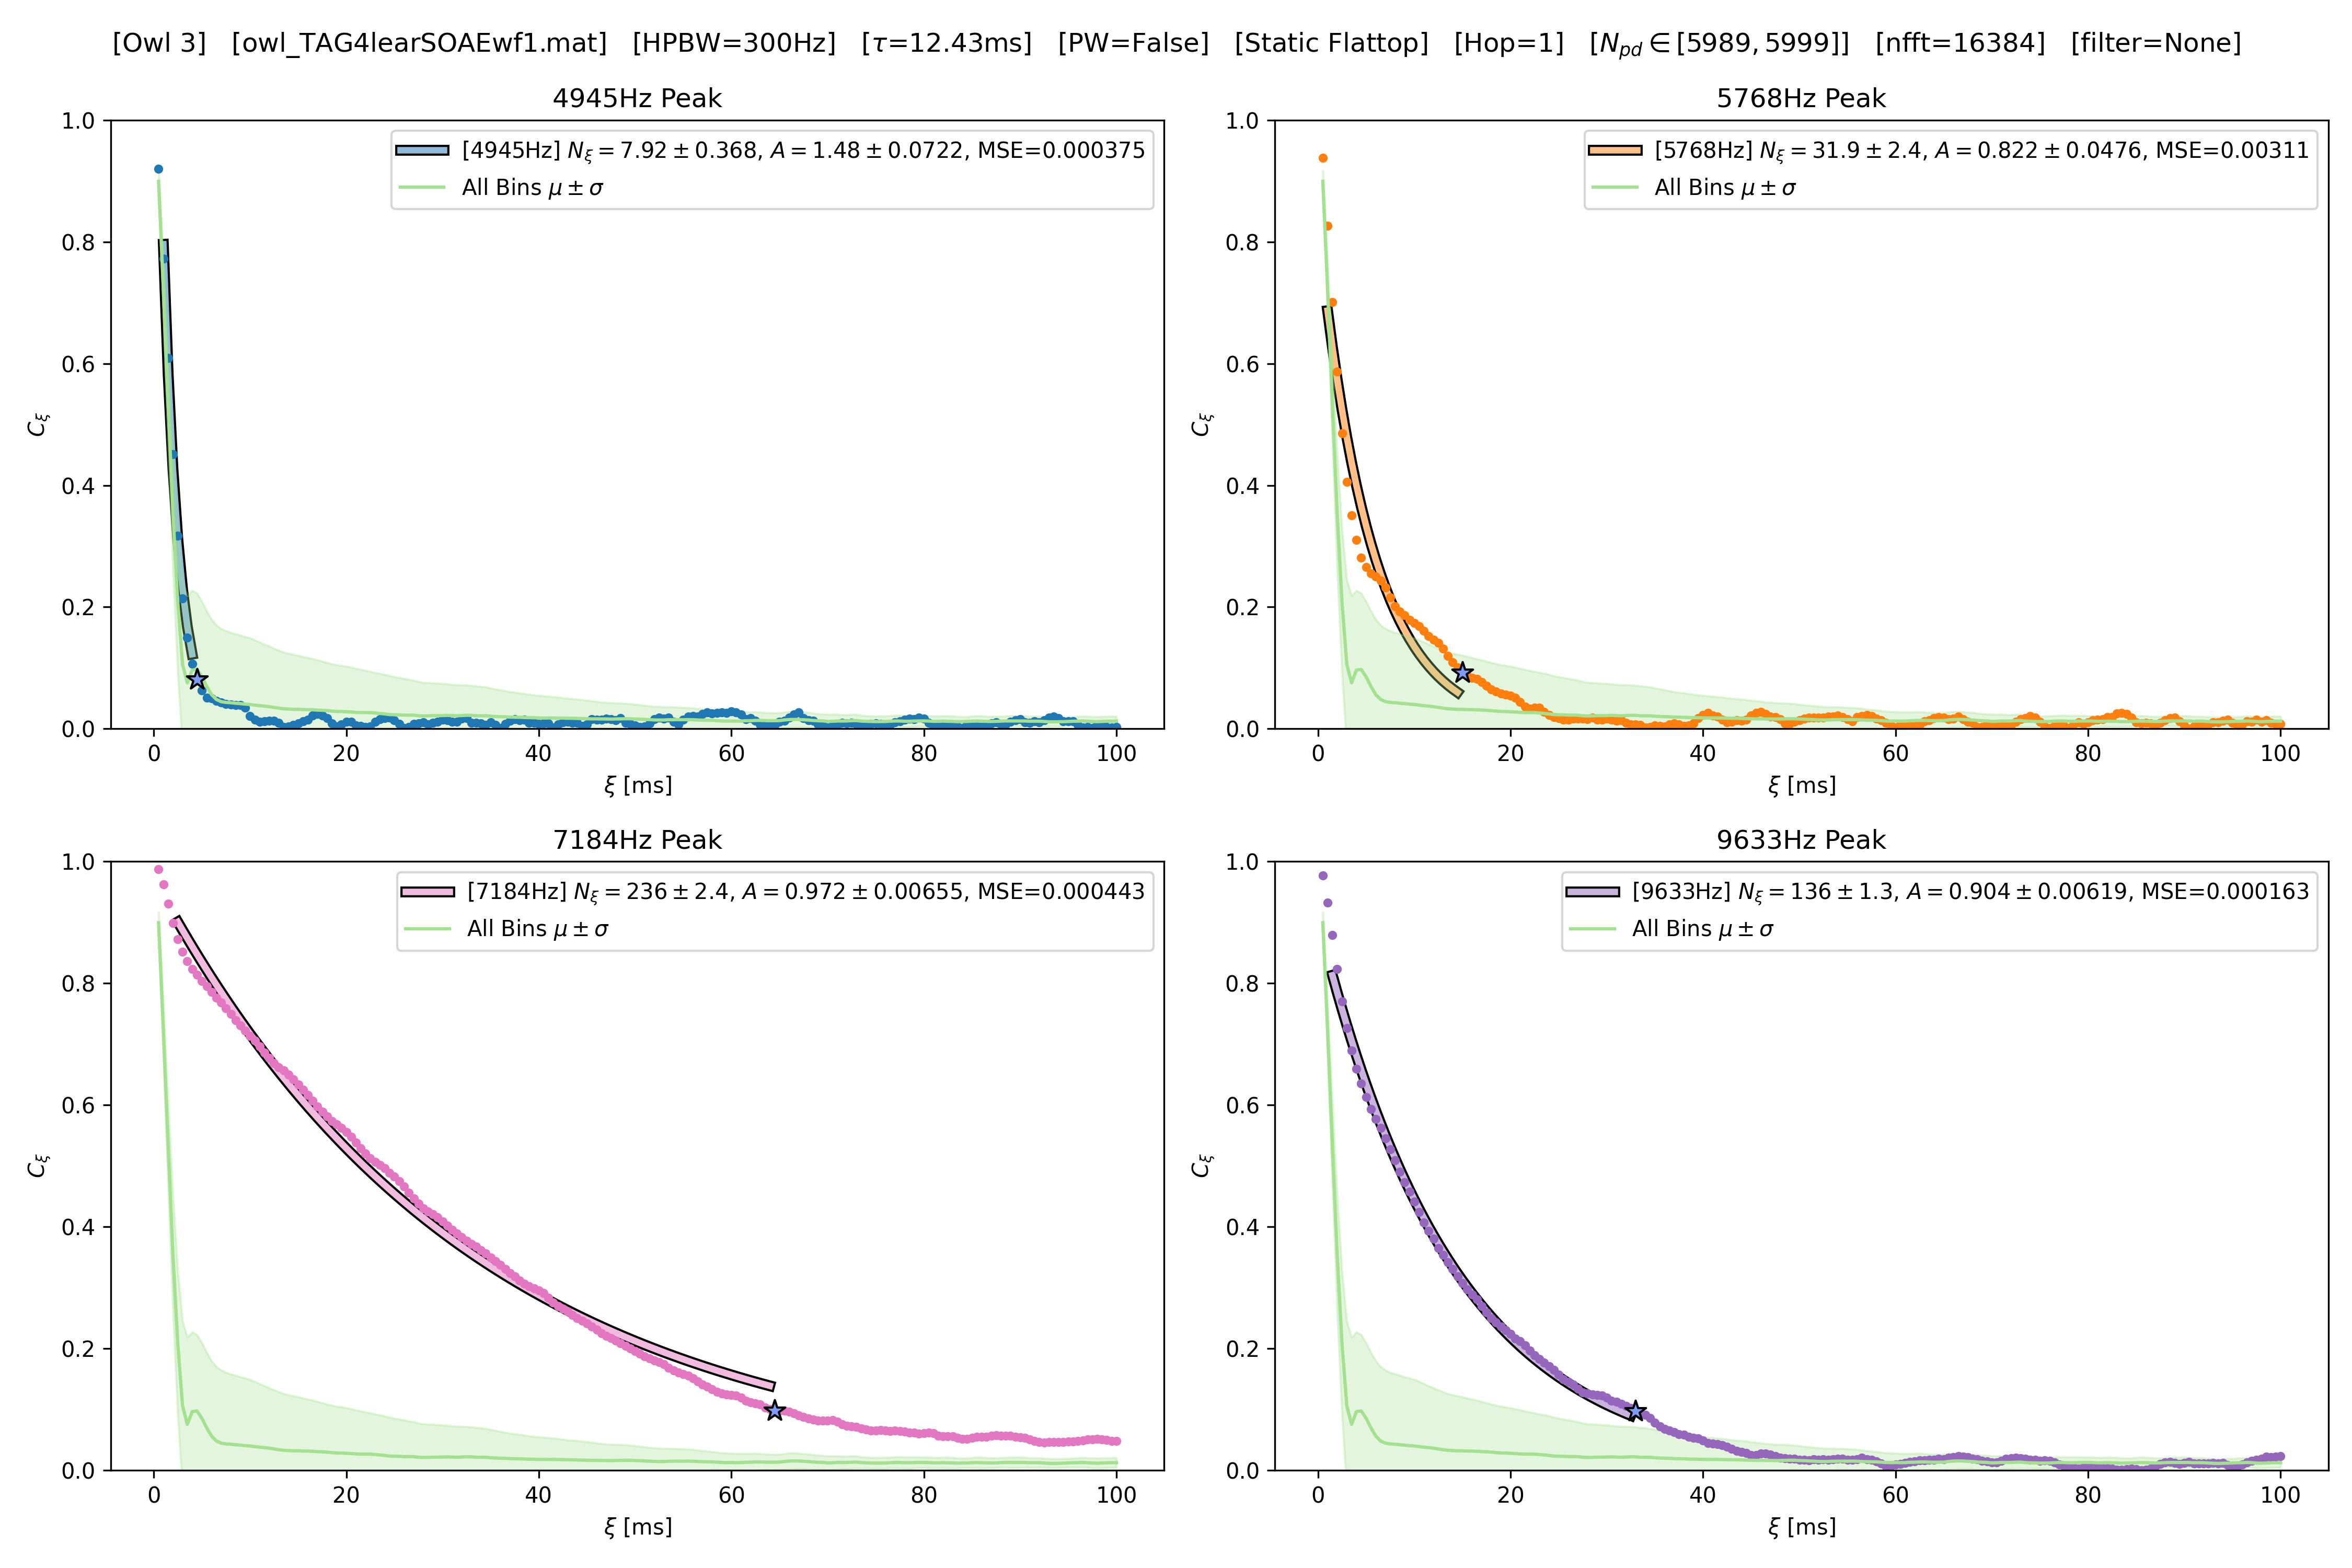 [Owl 3] [owl_TAG4learSOAEwf1.mat] [HPBW=300Hz] [τ=12.43ms] [PW=False] [Static Flattop] [Hop=1] [N_pd ∈ [5989, 5999]] [nfft=16384] [filter=None]
4945Hz Peak
[4945Hz] N_ξ = 7.92 ± 0.368, A = 1.48 ± 0.0722, MSE=0.000375
All Bins μ ± σ
1.0
0.8
0.6
0.4
0.2
0.0
C_ξ
0 20 40 60 80 100
ξ [ms]
5768Hz Peak
[5768Hz] N_ξ = 31.9 ± 2.4, A = 0.822 ± 0.0476, MSE=0.00311
All Bins μ ± σ
1.0
0.8
0.6
0.4
0.2
0.0
C_ξ
0 20 40 60 80 100
ξ [ms]
7184Hz Peak
[7184Hz] N_ξ = 236 ± 2.4, A = 0.972 ± 0.00655, MSE=0.000443
All Bins μ ± σ
1.0
0.8
0.6
0.4
0.2
0.0
C_ξ
0 20 40 60 80 100
ξ [ms]
9633Hz Peak
[9633Hz] N_ξ = 136 ± 1.3, A = 0.904 ± 0.00619, MSE=0.000163
All Bins μ ± σ
1.0
0.8
0.6
0.4
0.2
0.0
C_ξ
0 20 40 60 80 100
ξ [ms]